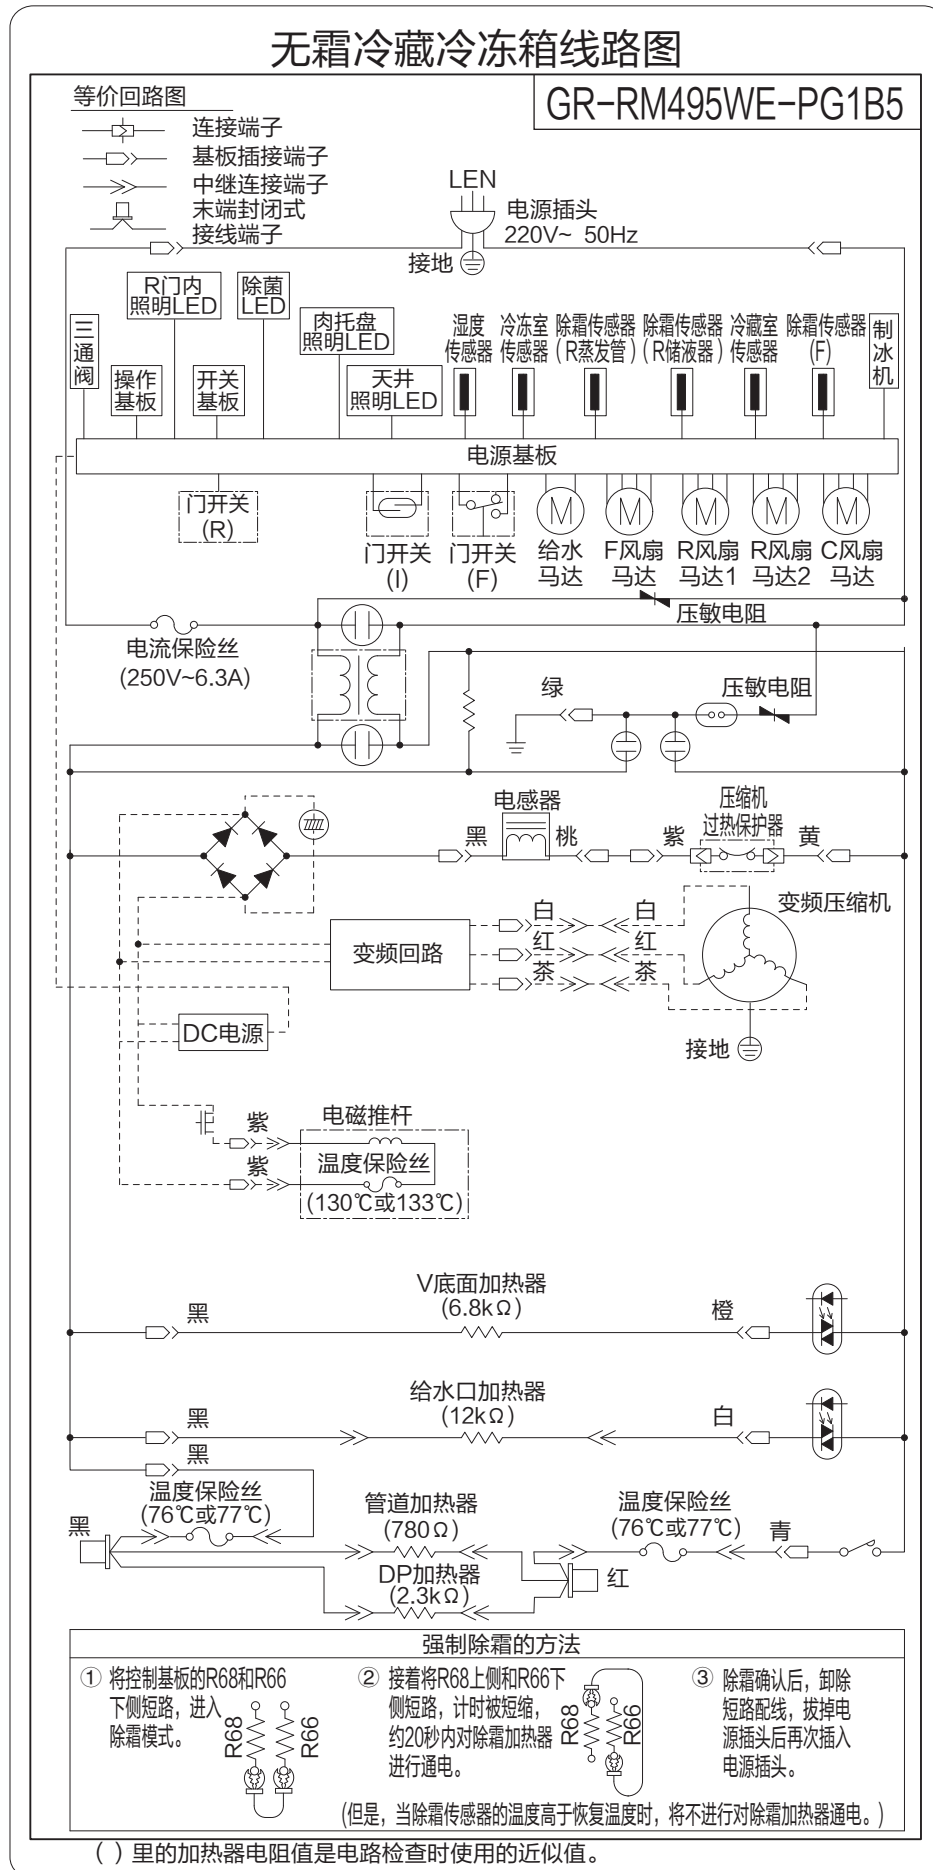 无霜冷藏冷冻箱线路图
等价回路图
GR-RM495WE-PG1B5
连接端子
基板插接端子
中继连接端子
末端封闭式
接线端子
LEN
电源插头
220V~ 50Hz
接地
R门内
照明LED
除菌
LED
三通阀
操作
基板
开关
基板
肉托盘
照明LED
天井
照明LED
湿度
传感器
冷冻室
传感器
除霜传感器
(R蒸发管)
除霜传感器
(R储液器)
冷藏室
传感器
除霜传感器
(F)
制冰机
电源基板
门开关
(R)
门开关
(I)
门开关
(F)
M
M
M
M
M
给水
马达
F风扇
马达
R风扇
马达1
R风扇
马达2
C风扇
马达
压敏电阻
电流保险丝
(250V~6.3A)
绿
压敏电阻
电感器
黑
桃
紫
压缩机
过热保护器
黄
变频回路
白
白
红
红
茶
茶
变频压缩机
接地
DC电源
紫
紫
电磁推杆
温度保险丝
(130℃或133℃)
V底面加热器
(6.8kΩ)
黑
橙
给水口加热器
(12kΩ)
黑
白
黑
温度保险丝
(76℃或77℃)
黑
管道加热器
(780Ω)
温度保险丝
(76℃或77℃)
青
DP加热器
(2.3kΩ)
红
强制除霜的方法
① 将控制基板的R68和R66
下侧短路，进入
除霜模式。
R68
R66
② 接着将R68上侧和R66下
侧短路，计时被短缩，
约20秒内对除霜加热器
进行通电。
R68
R66
③ 除霜确认后，卸除
短路配线，拔掉电
源插头后再次插入
电源插头。
(但是，当除霜传感器的温度高于恢复温度时，将不进行对除霜加热器通电。)
( ) 里的加热器电阻值是电路检查时使用的近似值。